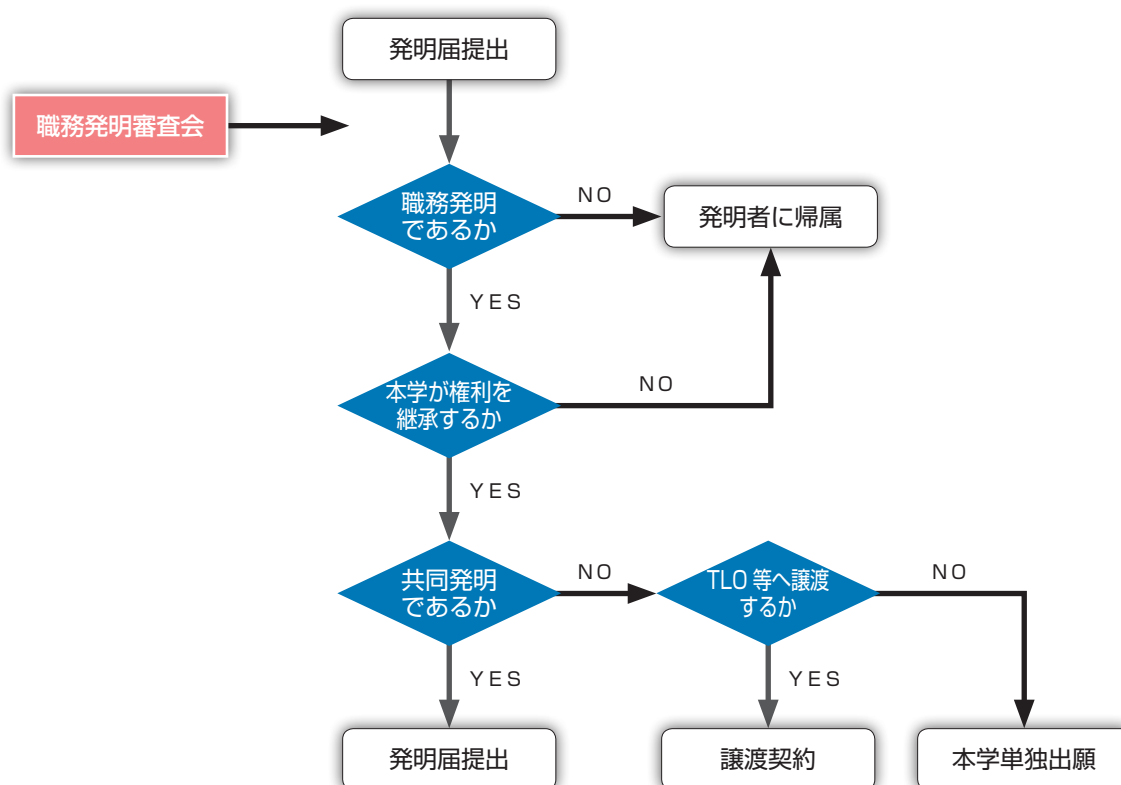 発明届提出
職務発明審査会
職務発明
であるか
NO
発明者に帰属
YES
本学が権利を
継承するか
NO
YES
共同発明
であるか
NO
TLO 等へ譲渡
するか
NO
YES
YES
発明届提出
譲渡契約
本学単独出願